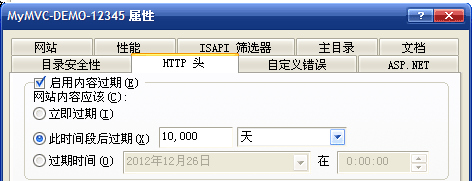 MyMVC-DEMO-12345 属性
网站 性能 ISAPI 筛选器 主目录 文档
目录安全性 HTTP 头 自定义错误 ASP.NET
启用内容过期(E)
网站内容应该(C):
立即过期(I)
此时间段后过期(X) 10,000 天
过期时间(O) 2012年12月26日 在 0:00:00